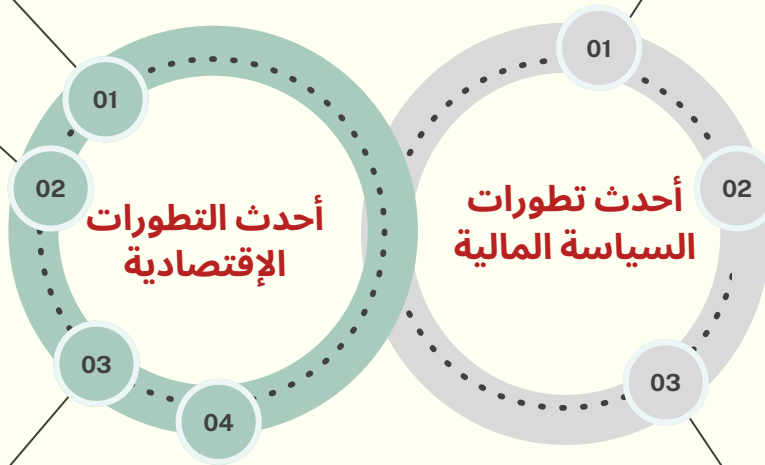 01
02
03
أحدث تطورات
السياسة المالية
01
02
03
04
أحدث التطورات
الإقتصادية